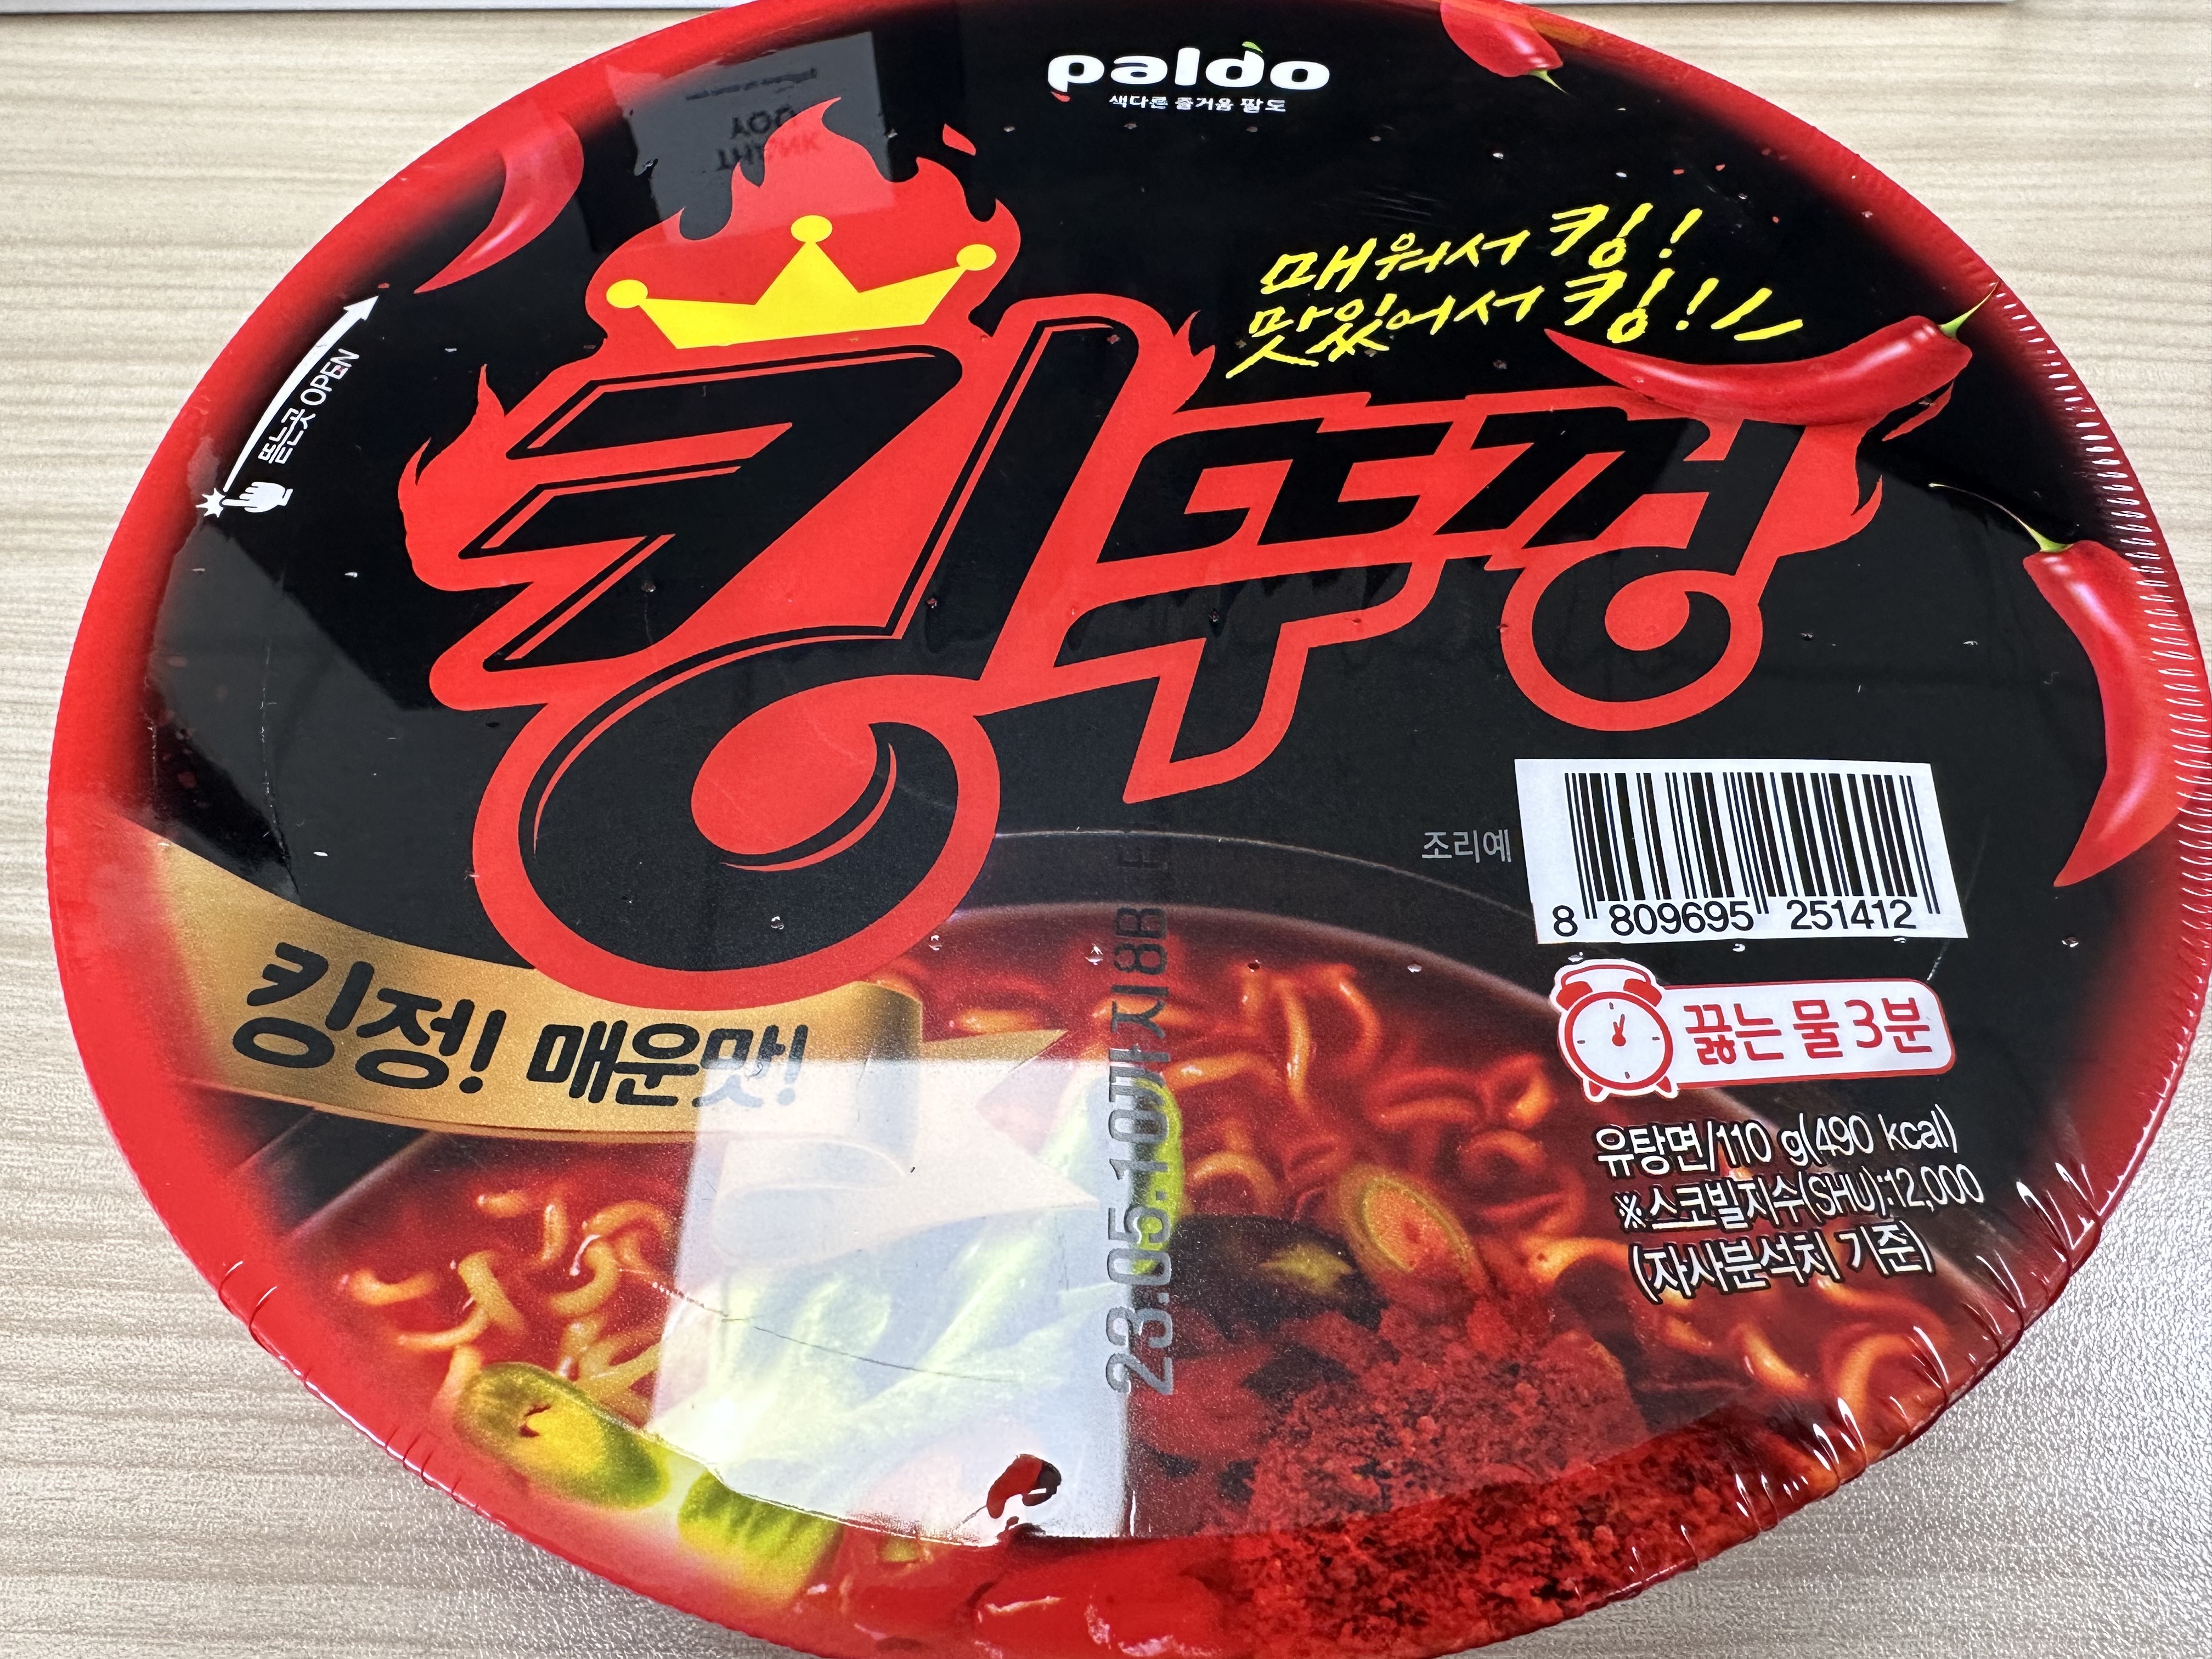 paldo
색다른 즐거움 팔도
매워서 킹!
맛있어서 킹!!
뜯는곳 OPEN
킹뚜껑
조리예
8 809695 251412
킹정! 매운맛!
끓는 물 3분
유탕면/110 g(490 kcal)
※스코빌지수(SHU):12,000
(자사분석치 기준)
23.05.10까지8B F